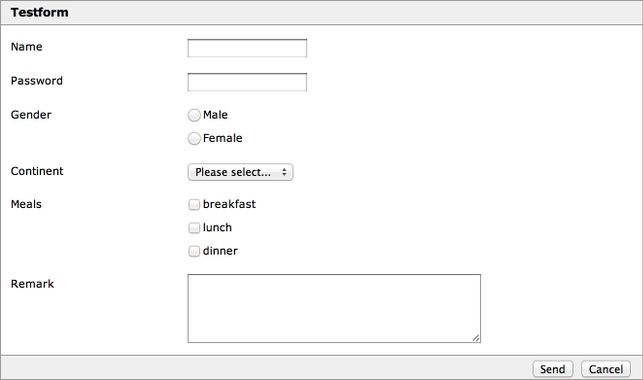 Testform
Name
Password
Gender
Male
Female
Continent
Please select...
Meals
breakfast
lunch
dinner
Remark
Send Cancel